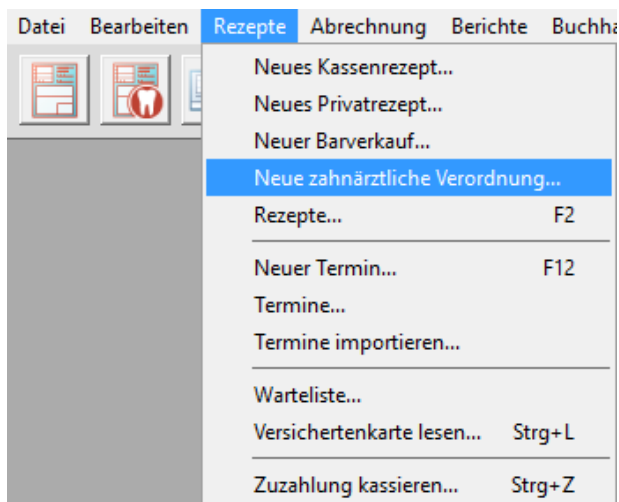 Datei Bearbeiten Rezepte Abrechnung Berichte
Neues Kassenrezept...
Neues Privatrezept...
Neuer Barverkauf...
Neue zahnärztliche Verordnung...
Rezepte... F2
Neuer Termin... F12
Termine...
Termine importieren...
Warteliste...
Versichertenkarte lesen... Strg+L
Zuzahlung kassieren... Strg+Z